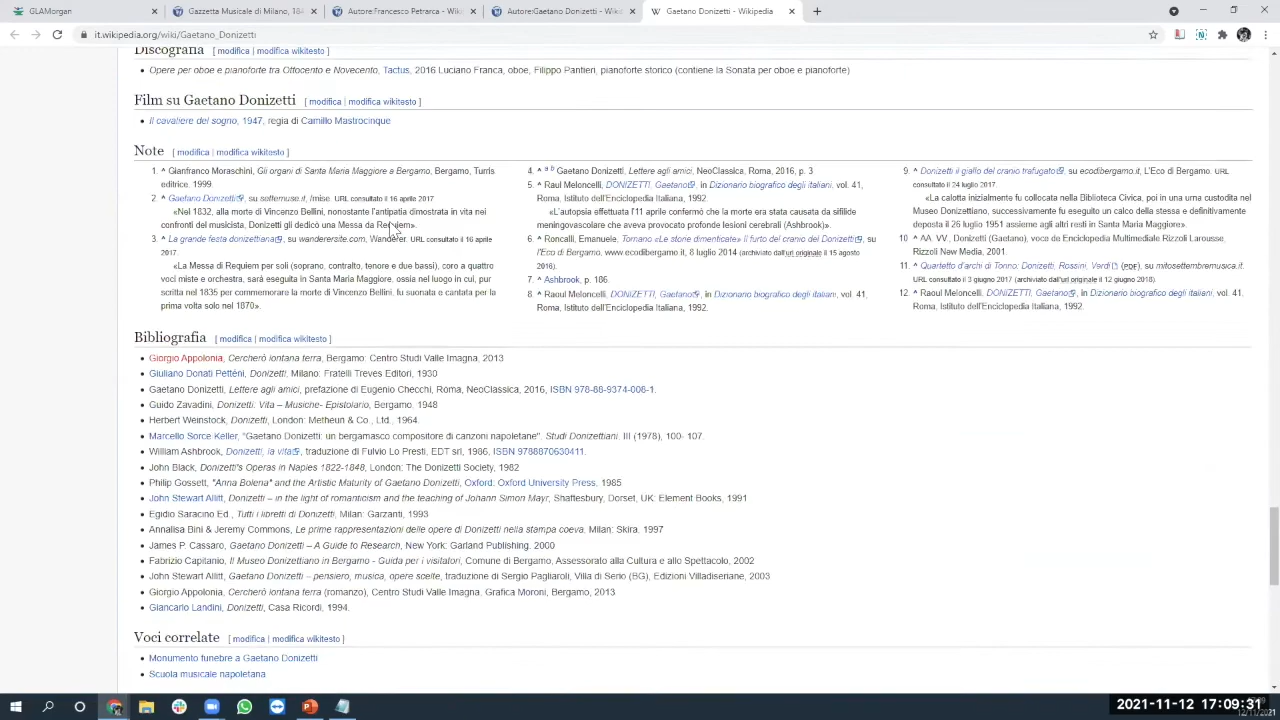 GLAMorgan
Gazzetta Musicale di Milano, 184
Autore:Francesco Petrarca - Wiki
Autore:Gaetano Donizetti - Wiki
Gaetano Donizetti - Wikipedia
it.wikipedia.org/wiki/Gaetano_Donizetti
Discografia [ modifica | modifica wikitesto ]
• Opere per oboe e pianoforte tra Ottocento e Novecento, Tactus, 2016 Luciano Franca, oboe, Filippo Pantieri, pianoforte storico (contiene la Sonata per oboe e pianoforte)
Film su Gaetano Donizetti [ modifica | modifica wikitesto ]
• Il cavaliere del sogno, 1947, regia di Camillo Mastrocinque
Note [ modifica | modifica wikitesto ]
1. ^ Gianfranco Moraschini, Gli organi di Santa Maria Maggiore a Bergamo, Bergamo, Turris
editrice. 1999
2. ^ Gaetano Donizetti, su settemuse.it, /mise. URL consultato il 16 aprile 2017
«Nel 1832, alla morte di Vincenzo Bellini, nonostante l'antipatia dimostrata in vita nei
confronti del musicista, Donizetti gli dedicò una Messa da Requiem».
3. ^ La grande festa donizettiana, su wanderersite.com, Wanderer. URL consultato il 16 aprile
2017.
«La Messa di Requiem per soli (soprano, contralto, tenore e due bassi), coro a quattro
voci miste e orchestra, sarà eseguita in Santa Maria Maggiore. ossia nel luogo in cui, pur
scritta nel 1835 per commemorare la morte di Vincenzo Bellini. fu suonata e cantata per la
prima volta solo nel 1870».
4. ^ a b Gaetano Donizetti, Lettere agli amici, NeoClassica, Roma, 2016, p. 3
5. ^ Raul Meloncelli, DONIZETTI, Gaetano, in Dizionario biografico degli italiani. vol. 41,
Roma, Istituto dell'Enciclopedia Italiana, 1992.
«L'autopsia effettuata l'11 aprile confermò che la morte era stata causata da sifilide
meningovascolare che aveva provocato profonde lesioni cerebrali (Ashbrook)».
6. ^ Roncalli, Emanuele, Tornano «Le storie dimenticate» il furto del cranio del Donizetti, su
l'Eco di Bergamo, www.ecodibergamo.it, 8 luglio 2014 (archiviato dall'url originale il 15 agosto
2016).
7. ^ Ashbrook, p. 186.
8. ^ Raoul Meloncelli, DONIZETTI, Gaetano, in Dizionario biografico degli italiani, vol. 41,
Roma: Istituto dell'Enciclopedia Italiana, 1992.
9. ^ Donizetti il giallo del cranio trafugato, su ecodibergamo.it, L'Eco di Bergamo. URL
consultato il 24 luglio 2017.
«La calotta inizialmente fu collocata nella Biblioteca Civica, poi in una urna custodita nel
Museo Donizettiano, successivamente fu eseguito un calco della stessa e definitivamente
deposta il 26 luglio 1951 assieme agli altri resti in Santa Maria Maggiore».
10 ^ AA. VV., Donizetti (Gaetano), voce de Enciclopedia Multimediale Rizzoli Larousse,
Rizzoli New Media, 2001.
11. ^ Quartetto d'archi di Torino: Donizetti, Rossini, Verdi (PDF), su mitosettembremusica.it.
URL consultato il 3 giugno 2017 (archiviato dall'url originale il 12 giugno 2018).
12. ^ Raoul Meloncelli, DONIZETTI, Gaetano, in Dizionario biografico degli italiani, vol. 41,
Roma, Istituto dell'Enciclopedia Italiana, 1992.
Bibliografia [ modifica | modifica wikitesto ]
• Giorgio Appolonia, Cercherò lontana terra, Bergamo: Centro Studi Valle Imagna, 2013
• Giuliano Donati Pettèni, Donizetti. Milano: Fratelli Treves Editori, 1930
• Gaetano Donizetti, Lettere agli amici, prefazione di Eugenio Checchi, Roma, NeoClassica, 2016, ISBN 978-88-9374-008-1.
• Guido Zavadini, Donizetti: Vita – Musiche- Epistolario, Bergamo, 1948
• Herbert Weinstock, Donizetti, London: Metheun & Co., Ltd., 1964.
• Marcello Sorce Keller, "Gaetano Donizetti: un bergamasco compositore di canzoni napoletane". Studi Donizettiani. III (1978), 100- 107.
• William Ashbrook, Donizetti, la vita, traduzione di Fulvio Lo Presti, EDT srl, 1986, ISBN 9788870630411.
• John Black, Donizetti's Operas in Naples 1822-1848, London: The Donizetti Society, 1982
• Philip Gossett, "Anna Bolena" and the Artistic Maturity of Gaetano Donizetti, Oxford: Oxford University Press. 1985
• John Stewart Allitt, Donizetti – in the light of romanticism and the teaching of Johann Simon Mayr, Shaftesbury, Dorset, UK: Element Books, 1991
• Egidio Saracino Ed., Tutti i libretti di Donizetti, Milan: Garzanti, 1993
• Annalisa Bini & Jeremy Commons, Le prime rappresentazioni delle opere di Donizetti nella stampa coeva. Milan: Skira. 1997
• James P. Cassaro, Gaetano Donizetti – A Guide to Research, New York: Garland Publishing. 2000
• Fabrizio Capitanio, Il Museo Donizettiano in Bergamo - Guida per i visitatori, Comune di Bergamo, Assessorato alla Cultura e allo Spettacolo, 2002
• John Stewart Allitt, Gaetano Donizetti – pensiero, musica, opere scelte, traduzione di Sergio Pagliaroli, Villa di Serio (BG), Edizioni Villadiseriane, 2003
• Giorgio Appolonia, Cercherò lontana terra (romanzo), Centro Studi Valle Imagna. Grafica Moroni, Bergamo, 2013
• Giancarlo Landini, Donizetti, Casa Ricordi, 1994.
Voci correlate [ modifica | modifica wikitesto ]
• Monumento funebre a Gaetano Donizetti
• Scuola musicale napoletana
2021-11-12 17:09:31
12/11/2021